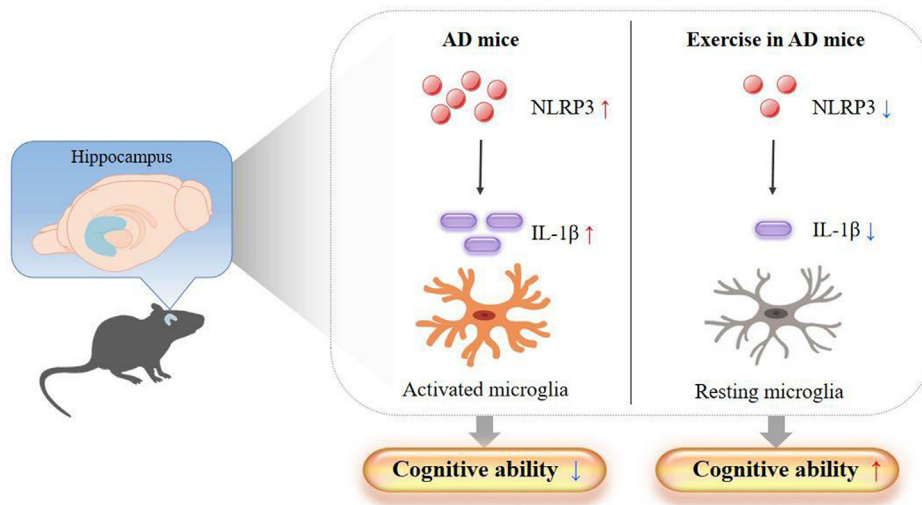 AD mice
Exercise in AD mice
NLRP3 ↑
NLRP3 ↓
Hippocampus
IL-1β ↑
IL-1β ↓
Activated microglia
Resting microglia
Cognitive ability ↓
Cognitive ability ↑